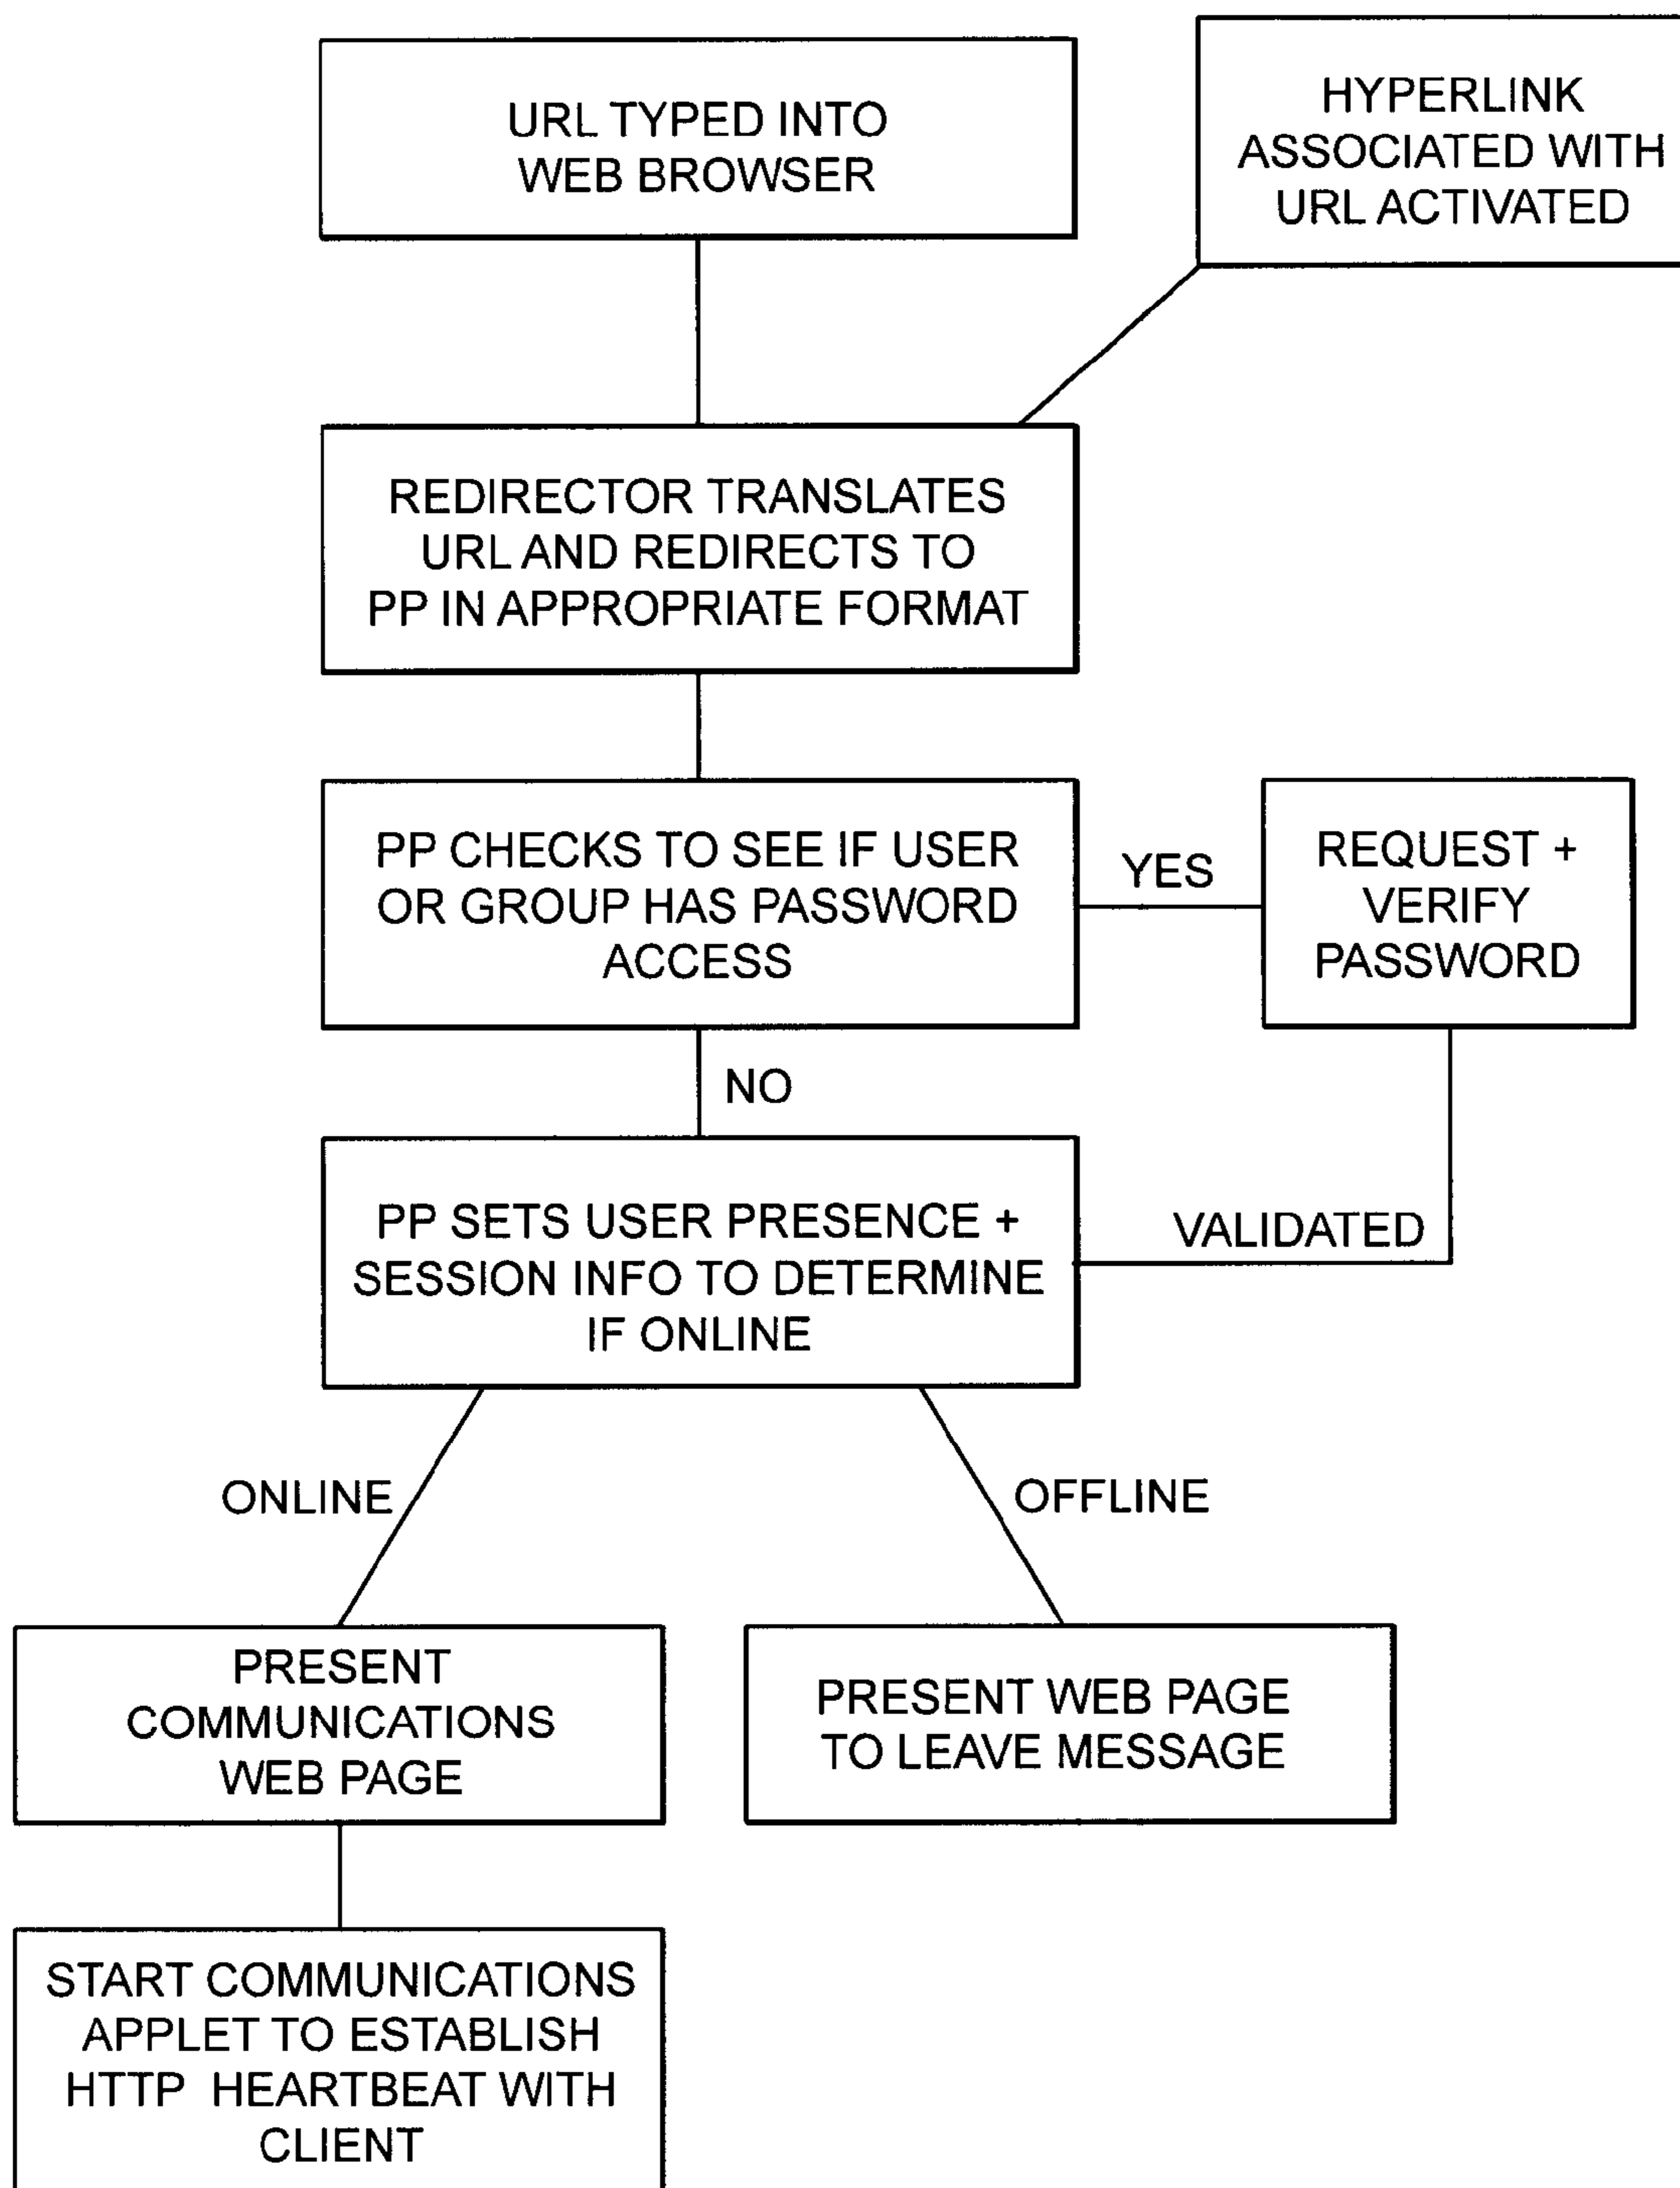 URL TYPED INTO
WEB BROWSER
HYPERLINK
ASSOCIATED WITH
URL ACTIVATED
REDIRECTOR TRANSLATES
URL AND REDIRECTS TO
PP IN APPROPRIATE FORMAT
PP CHECKS TO SEE IF USER
OR GROUP HAS PASSWORD
ACCESS
YES
REQUEST +
VERIFY
PASSWORD
NO
PP SETS USER PRESENCE +
SESSION INFO TO DETERMINE
IF ONLINE
VALIDATED
ONLINE
OFFLINE
PRESENT
COMMUNICATIONS
WEB PAGE
PRESENT WEB PAGE
TO LEAVE MESSAGE
START COMMUNICATIONS
APPLET TO ESTABLISH
HTTP HEARTBEAT WITH
CLIENT